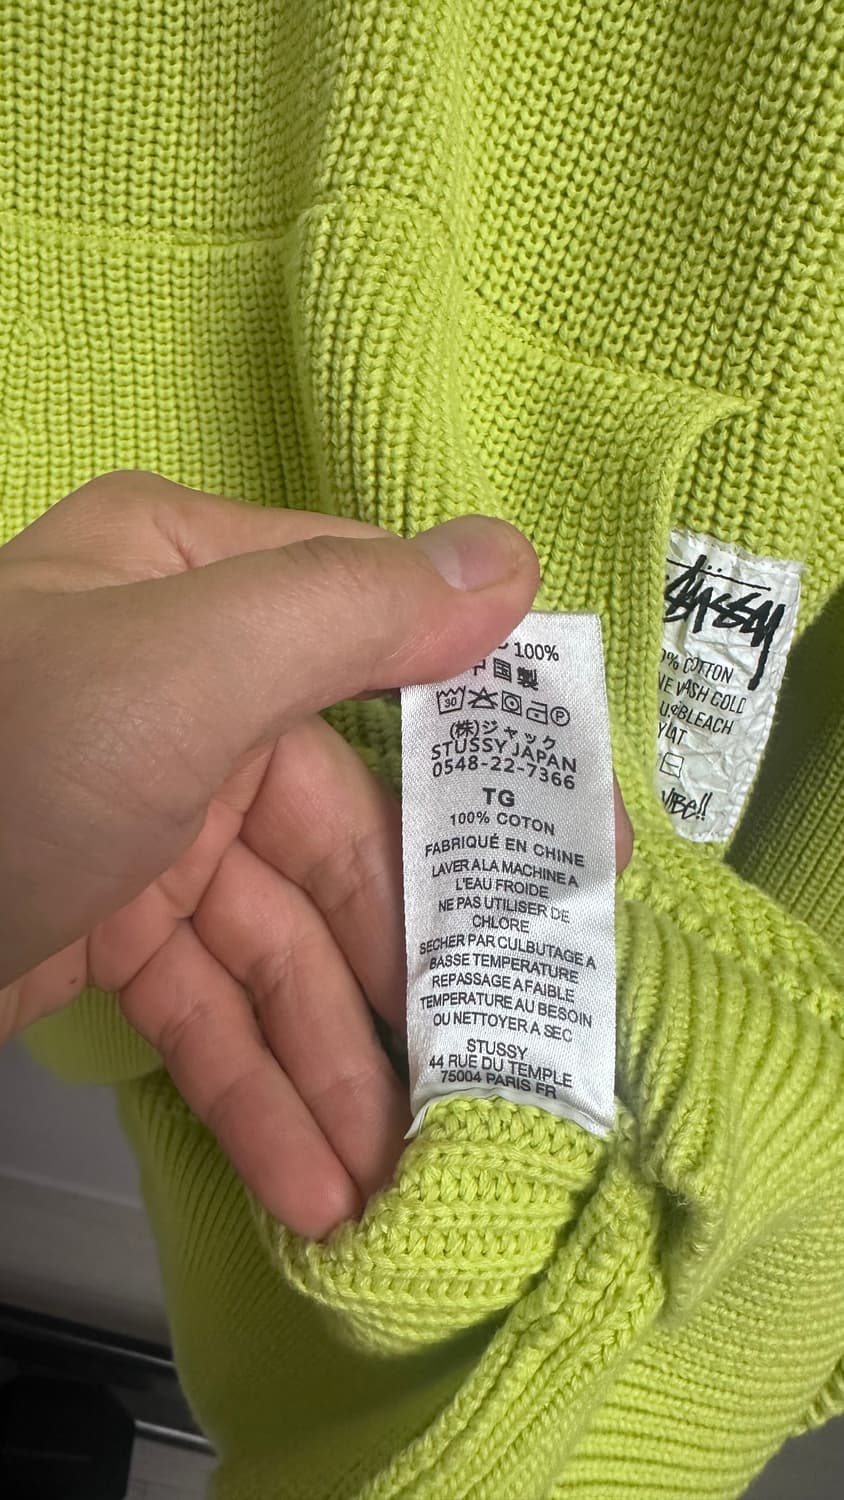 100%
中国製
30
P
(株)ジャック
STUSSY JAPAN
0548-22-7366
TG
100% COTON
FABRIQUÉ EN CHINE
LAVER A LA MACHINE A
L'EAU FROIDE
NE PAS UTILISER DE
CHLORE
SECHER PAR CULBUTAGE A
BASSE TEMPERATURE
REPASSAGE A FAIBLE
TEMPERATURE AU BESOIN
OU NETTOYER A SEC
STUSSY
44 RUE DU TEMPLE
75004 PARIS FR
Stüssy
% COTTON
WASH COLD
BLEACH